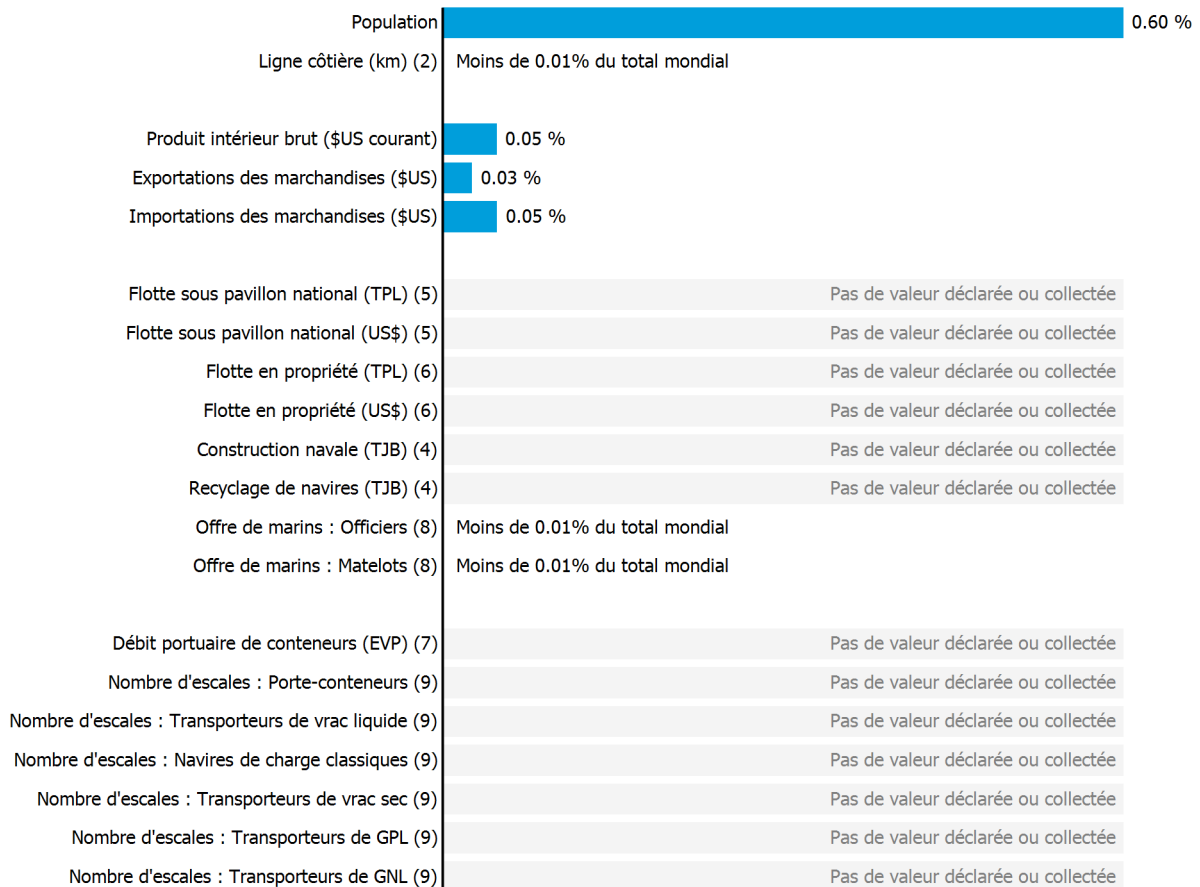 Population 0.60 %
Ligne côtière (km) (2) Moins de 0.01% du total mondial
Produit intérieur brut ($US courant) 0.05 %
Exportations des marchandises ($US) 0.03 %
Importations des marchandises ($US) 0.05 %
Flotte sous pavillon national (TPL) (5) Pas de valeur déclarée ou collectée
Flotte sous pavillon national (US$) (5) Pas de valeur déclarée ou collectée
Flotte en propriété (TPL) (6) Pas de valeur déclarée ou collectée
Flotte en propriété (US$) (6) Pas de valeur déclarée ou collectée
Construction navale (TJB) (4) Pas de valeur déclarée ou collectée
Recyclage de navires (TJB) (4) Pas de valeur déclarée ou collectée
Offre de marins : Officiers (8) Moins de 0.01% du total mondial
Offre de marins : Matelots (8) Moins de 0.01% du total mondial
Débit portuaire de conteneurs (EVP) (7) Pas de valeur déclarée ou collectée
Nombre d'escales : Porte-conteneurs (9) Pas de valeur déclarée ou collectée
Nombre d'escales : Transporteurs de vrac liquide (9) Pas de valeur déclarée ou collectée
Nombre d'escales : Navires de charge classiques (9) Pas de valeur déclarée ou collectée
Nombre d'escales : Transporteurs de vrac sec (9) Pas de valeur déclarée ou collectée
Nombre d'escales : Transporteurs de GPL (9) Pas de valeur déclarée ou collectée
Nombre d'escales : Transporteurs de GNL (9) Pas de valeur déclarée ou collectée